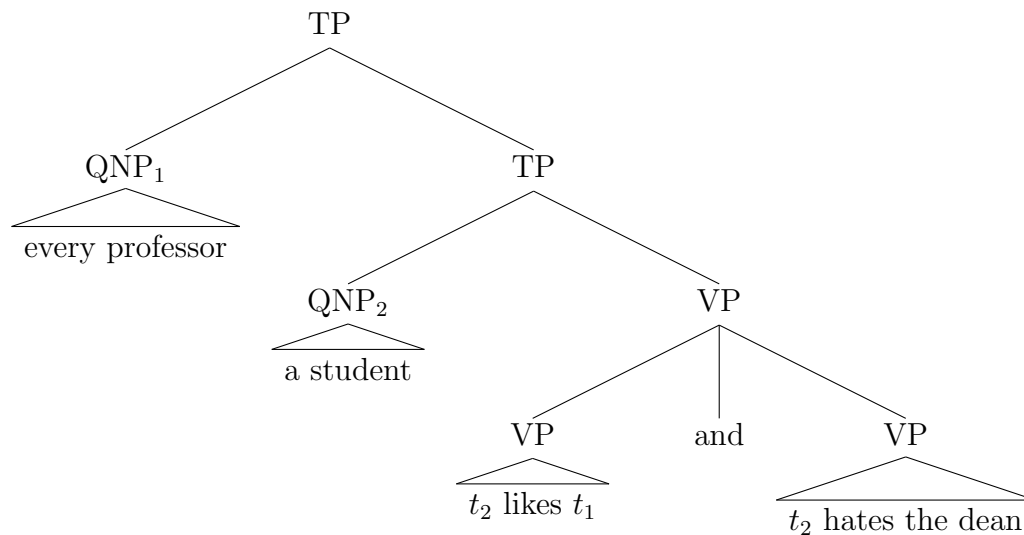 TP
QNP₁
TP
every professor
QNP₂
VP
a student
VP
and
VP
t₂ likes t₁
t₂ hates the dean